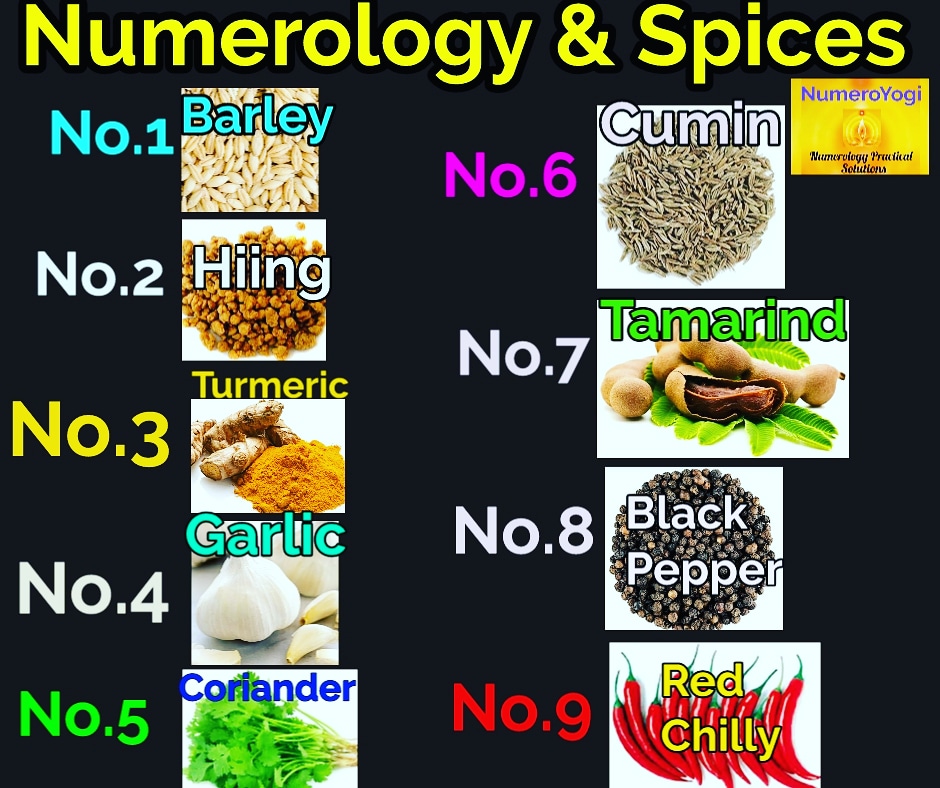 Numerology & Spices
No.1
Barley
No.2
Hiing
No.3
Turmeric
No.4
Garlic
No.5
Coriander
NumeroYogi
Numerology Practical
Solutions
No.6
Cumin
No.7
Tamarind
No.8
Black
Pepper
No.9
Red
Chilly